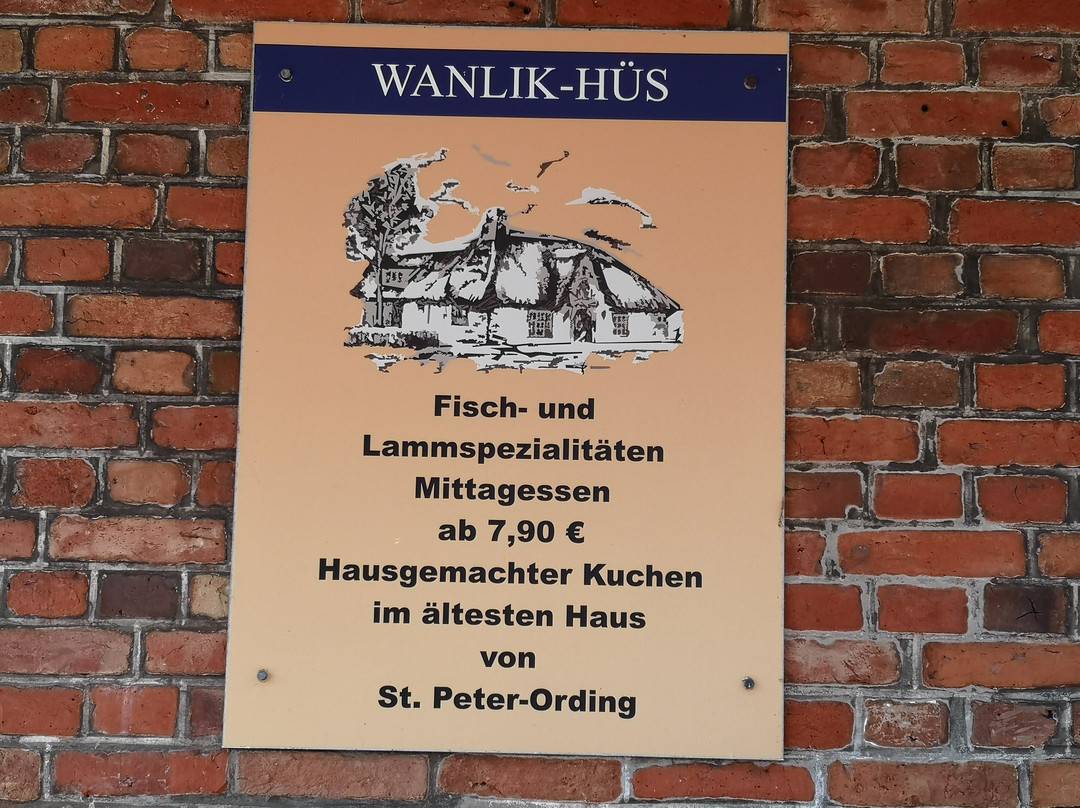 WANLIK-HÜS
Fisch- und
Lammspezialitäten
Mittagessen
ab 7,90 €
Hausgemachter Kuchen
im ältesten Haus
von
St. Peter-Ording